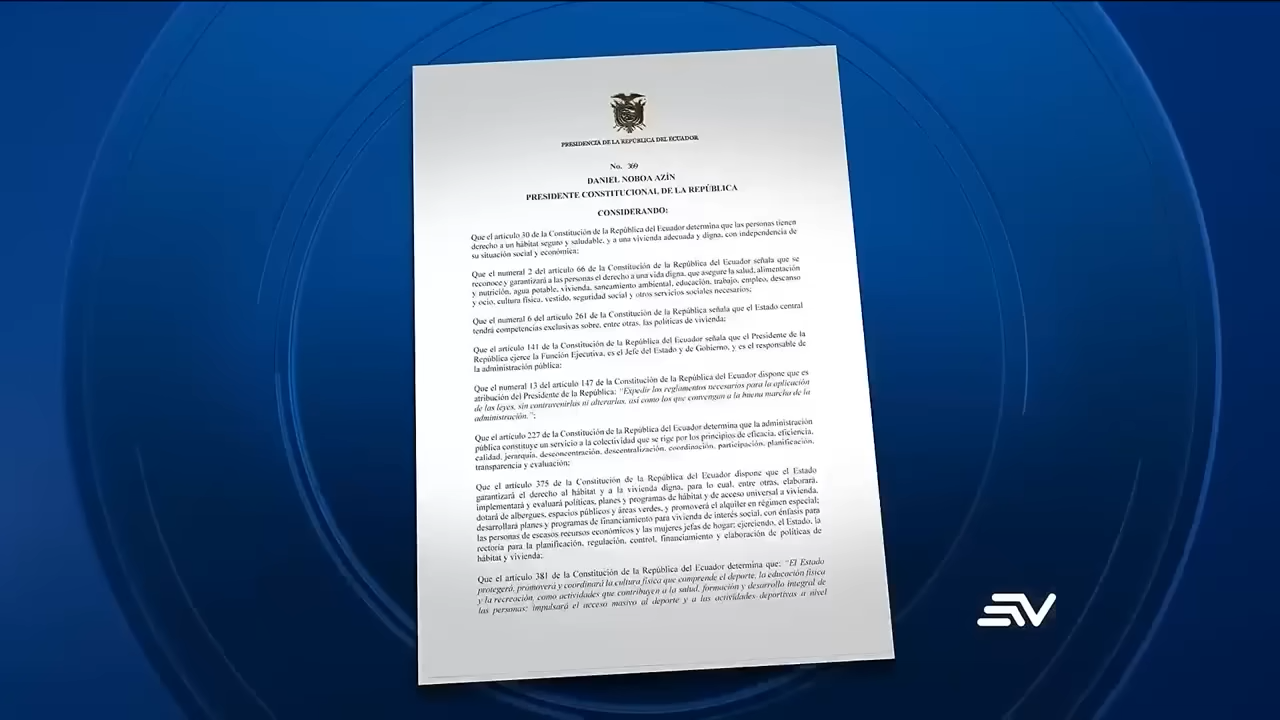 PRESIDENCIA DE LA REPÚBLICA DEL ECUADOR
No. 369
DANIEL NOBOA AZÍN
PRESIDENTE CONSTITUCIONAL DE LA REPÚBLICA
CONSIDERANDO:
Que el artículo 30 de la Constitución de la República del Ecuador determina que las personas tienen
derecho a un hábitat seguro y saludable, y a una vivienda adecuada y digna, con independencia de
su situación social y económica;
Que el numeral 2 del artículo 66 de la Constitución de la República del Ecuador señala que se
reconoce y garantizará a las personas el derecho a una vida digna, que asegure la salud, alimentación
y nutrición, agua potable, vivienda, saneamiento ambiental, educación, trabajo, empleo, descanso
y ocio, cultura física, vestido, seguridad social y otros servicios sociales necesarios;
Que el numeral 6 del artículo 261 de la Constitución de la República señala que el Estado central
tendrá competencias exclusivas sobre, entre otras, las políticas de vivienda;
Que el artículo 141 de la Constitución de la República del Ecuador señala que el Presidente de la
República ejerce la Función Ejecutiva, es el Jefe del Estado y de Gobierno, y es el responsable de
la administración pública;
Que el numeral 13 del artículo 147 de la Constitución de la República del Ecuador dispone que es
atribución del Presidente de la República: “Expedir los reglamentos necesarios para la aplicación
de las leyes, sin contravenirlas ni alterarlas, así como los que convengan a la buena marcha de la
administración.”;
Que el artículo 227 de la Constitución de la República del Ecuador determina que la administración
pública constituye un servicio a la colectividad que se rige por los principios de eficacia, eficiencia,
calidad, jerarquía, desconcentración, descentralización, coordinación, participación, planificación,
transparencia y evaluación;
Que el artículo 375 de la Constitución de la República del Ecuador dispone que el Estado
garantizará el derecho al hábitat y a la vivienda digna, para lo cual, entre otras, elaborará,
implementará y evaluará políticas, planes y programas de hábitat y de acceso universal a vivienda,
dotará de albergues, espacios públicos y áreas verdes, y promoverá el alquiler en régimen especial;
desarrollará planes y programas de financiamiento para vivienda de interés social, con énfasis para
las personas de escasos recursos económicos y las mujeres jefas de hogar; ejerciendo, el Estado, la
rectoría para la planificación, regulación, control, financiamiento y elaboración de políticas de
hábitat y vivienda;
Que el artículo 381 de la Constitución de la República del Ecuador determina que: “El Estado
protegerá, promoverá y coordinará la cultura física que comprende el deporte, la educación física
y la recreación, como actividades que contribuyen a la salud, formación y desarrollo integral de
las personas; impulsará el acceso masivo al deporte y a las actividades deportivas a nivel